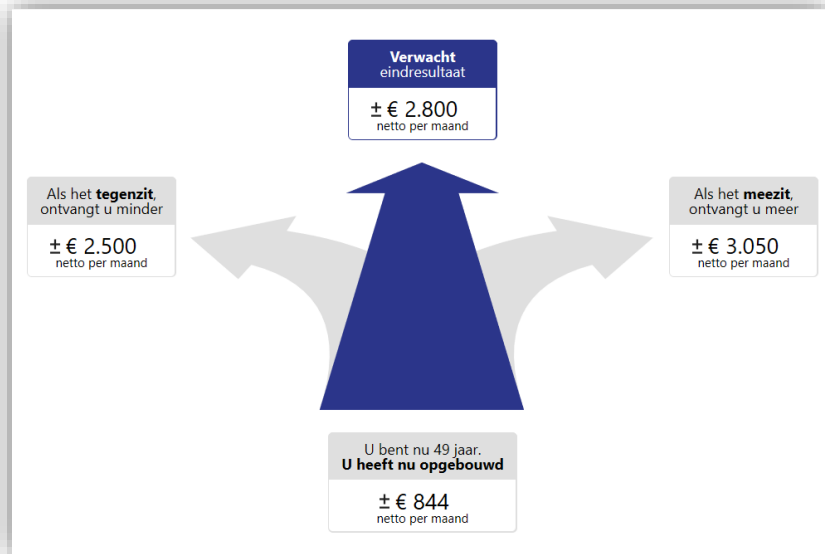 Verwacht
eindresultaat
± € 2.800
netto per maand
Als het tegenzit,
ontvangt u minder
± € 2.500
netto per maand
Als het meezit,
ontvangt u meer
± € 3.050
netto per maand
U bent nu 49 jaar.
U heeft nu opgebouwd
± € 844
netto per maand